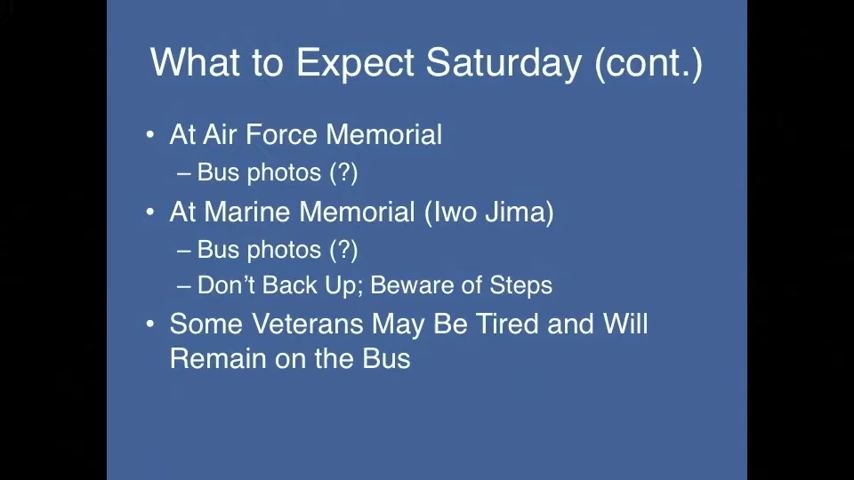 What to Expect Saturday (cont.)
• At Air Force Memorial
– Bus photos (?)
• At Marine Memorial (Iwo Jima)
– Bus photos (?)
– Don't Back Up; Beware of Steps
• Some Veterans May Be Tired and Will
Remain on the Bus